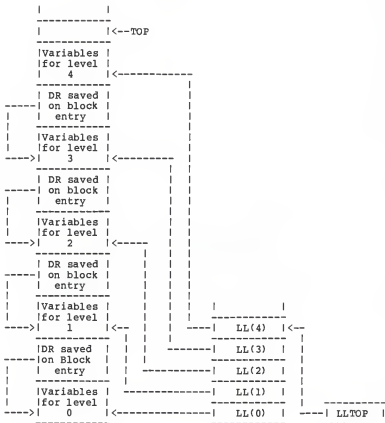 <--TOP
Variables
for level
4
DR saved
on block
entry
Variables
for level
3
DR saved
on block
entry
Variables
for level
2
DR saved
on block
entry
Variables
for level
1
LL(4)
DR saved
on Block
entry
LL(3)
LL(2)
Variables
for level
0
LL(1)
LL(0)
LLTOP